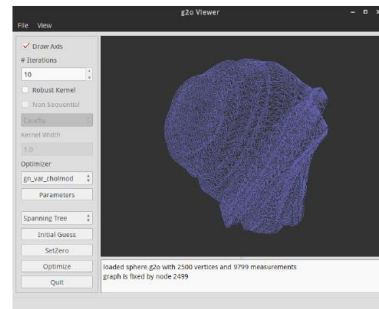 g2o Viewer
File View
Draw Axis
# Iterations
10
Robust Kernel
Non Sequential
Cauchy
Kernel Width
1.0
Optimizer
gn_var_cholmod
Parameters
Spanning Tree
Initial Guess
SetZero
Optimize
Quit
loaded sphere.g2o with 2500 vertices and 9799 measurements
graph is fixed by node 2499